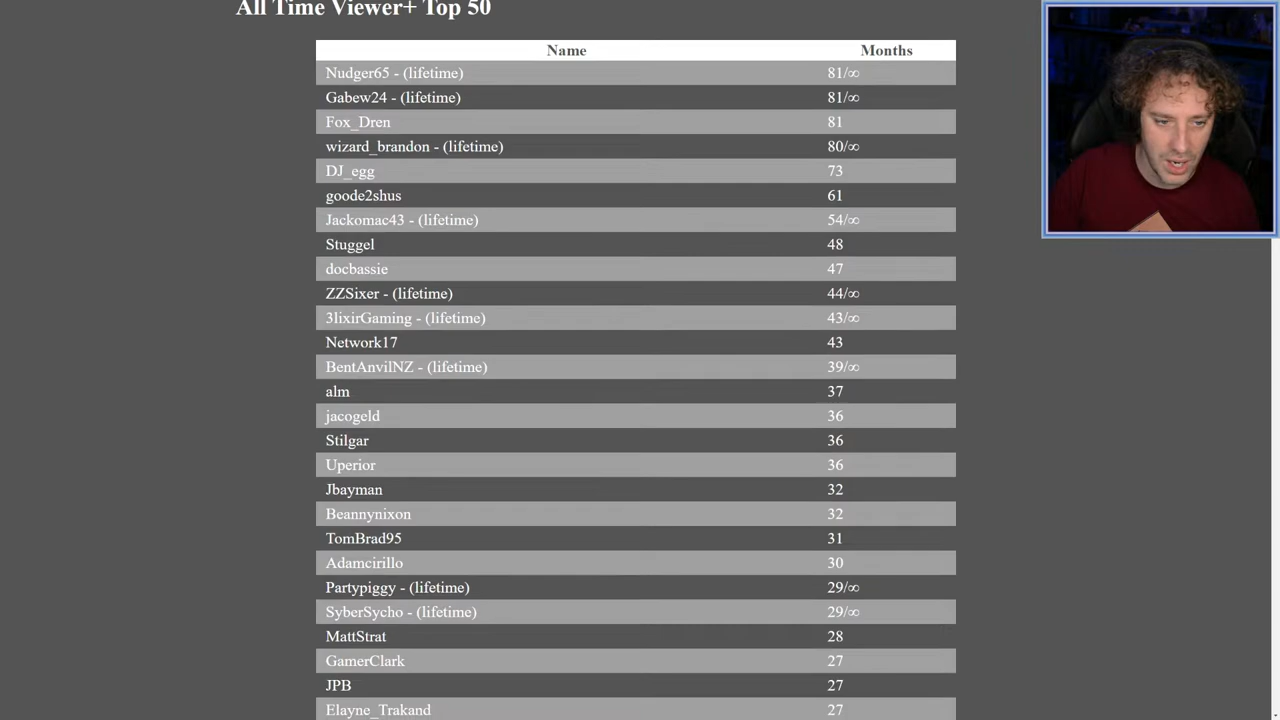 All Time Viewer+ Top 50
Name Months
Nudger65 - (lifetime) 81/∞
Gabew24 - (lifetime) 81/∞
Fox_Dren 81
wizard_brandon - (lifetime) 80/∞
DJ_egg 73
goode2shus 61
Jackomac43 - (lifetime) 54/∞
Stuggel 48
docbassie 47
ZZSixer - (lifetime) 44/∞
3lixirGaming - (lifetime) 43/∞
Network17 43
BentAnvilNZ - (lifetime) 39/∞
alm 37
jacogeld 36
Stilgar 36
Uperior 36
Jbayman 32
Beannynixon 32
TomBrad95 31
Adamcirillo 30
Partypiggy - (lifetime) 29/∞
SyberSycho - (lifetime) 29/∞
MattStrat 28
GamerClark 27
JPB 27
Elayne_Trakand 27